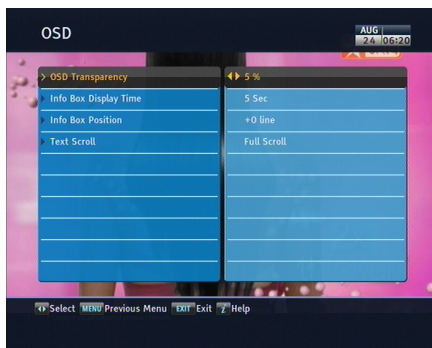 OSD
AUG
24 06:20
> OSD Transparency 5 %
Info Box Display Time 5 Sec
Info Box Position +0 line
Text Scroll Full Scroll
Select MENU Previous Menu EXIT Exit Help